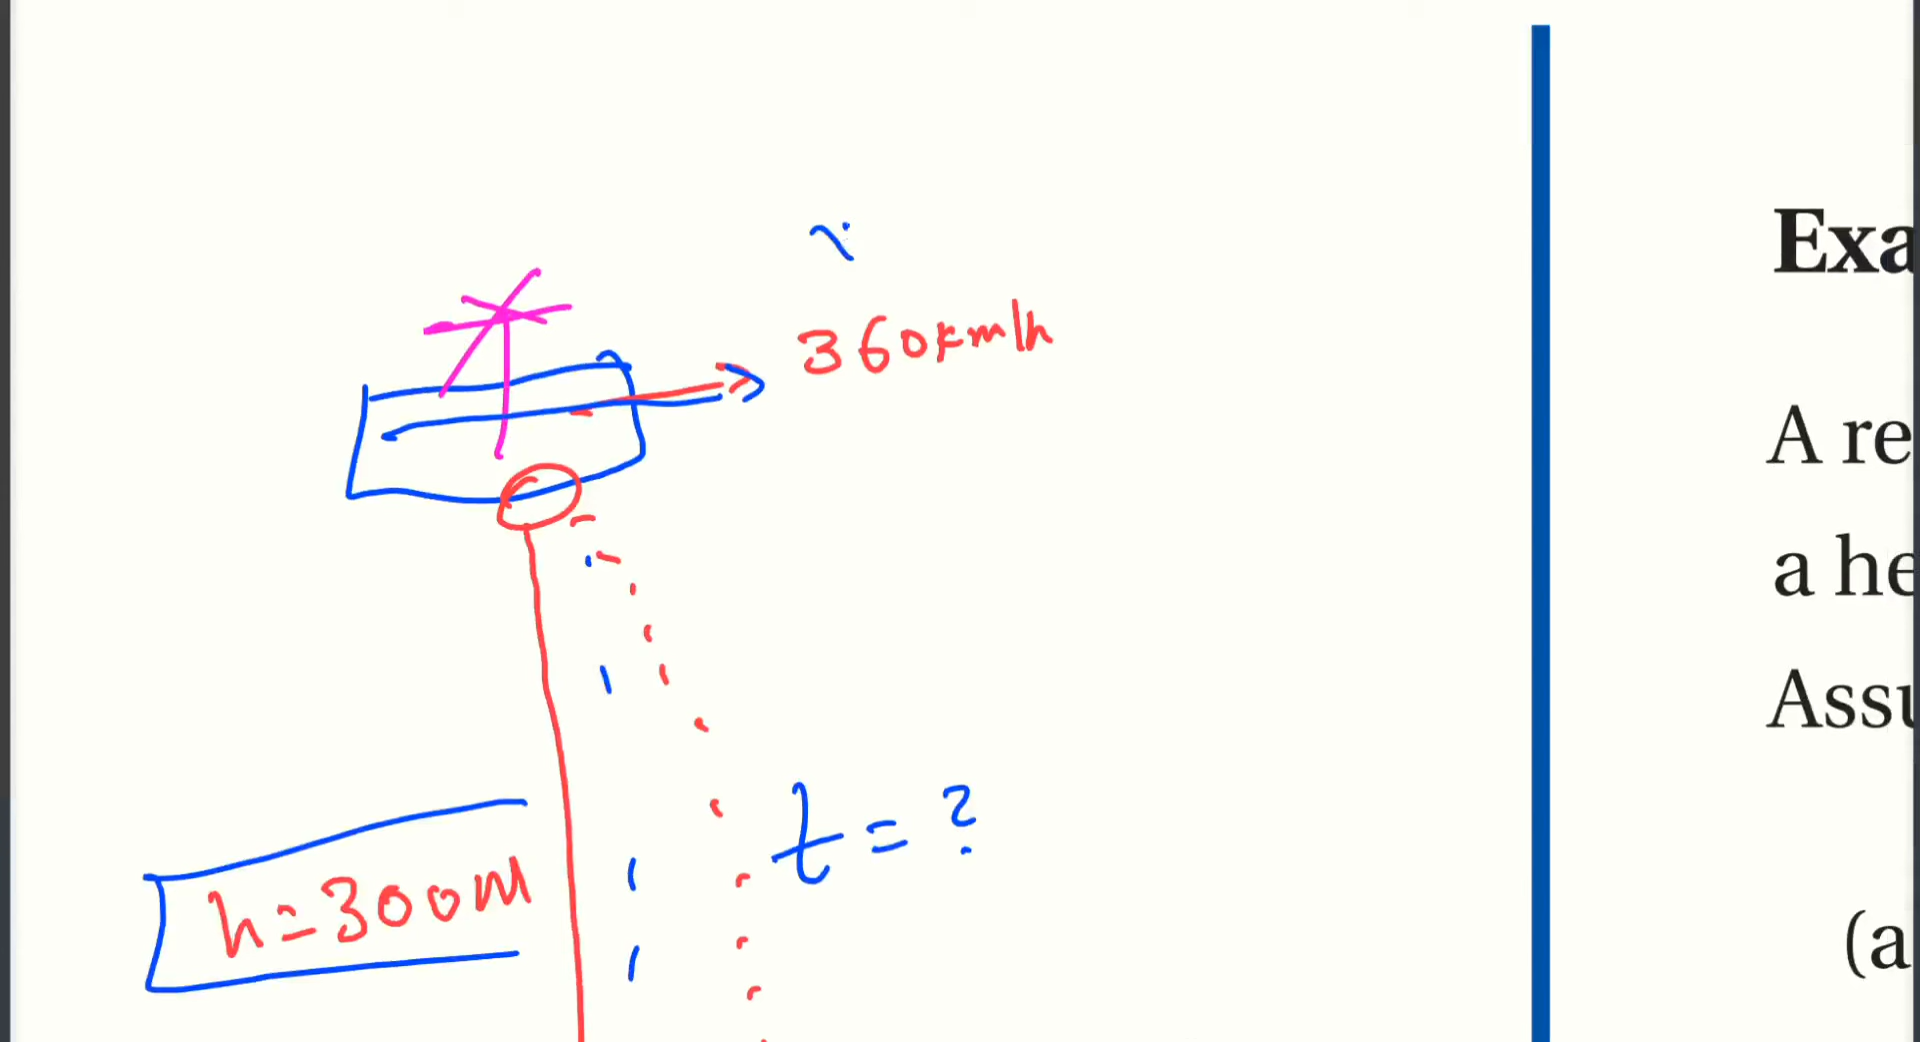 360km/h
t = ?
h=300M
Exa
A re
a he
Assu
(a